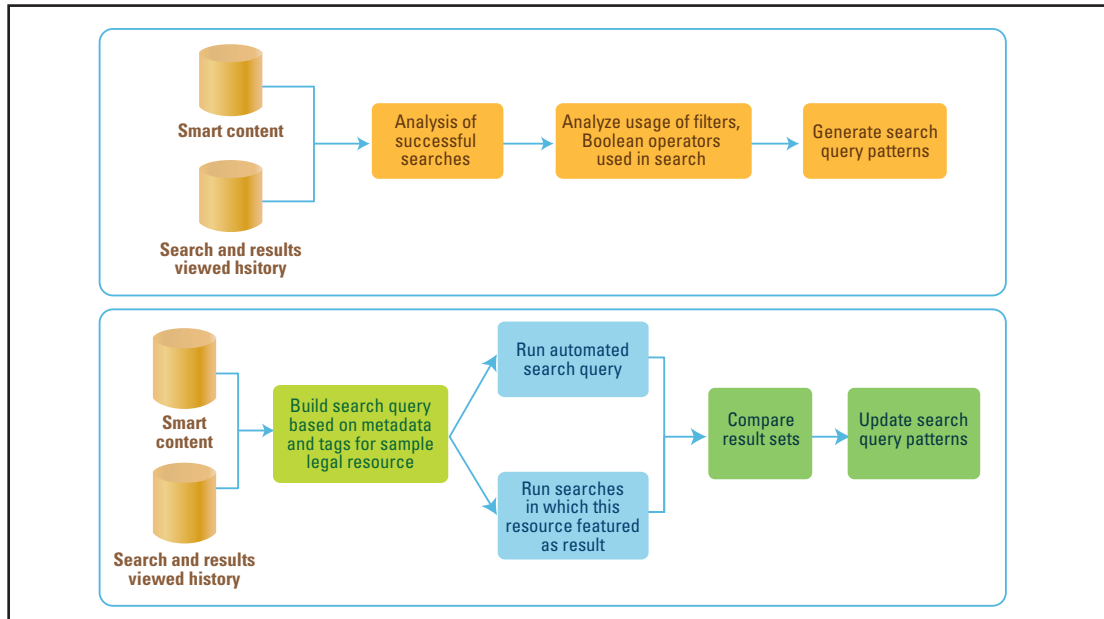 Smart content
Search and results
viewed hsitory
Analysis of
successful
searches
Analyze usage of filters,
Boolean operators
used in search
Generate search
query patterns
Smart
content
Search and results
viewed history
Build search query
based on metadata
and tags for sample
legal resource
Run automated
search query
Run searches
in which this
resource featured
as result
Compare
result sets
Update search
query patterns